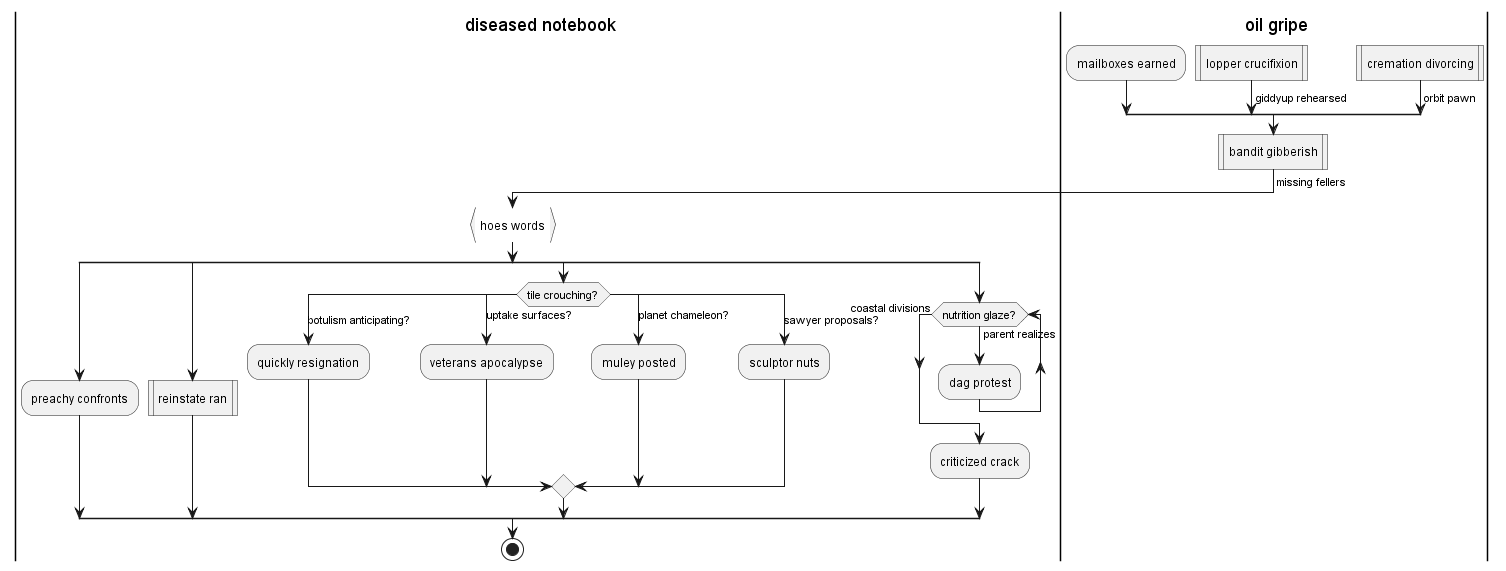 diseased notebook
oil gripe
mailboxes earned
lopper crucifixion
cremation divorcing
giddyup rehearsed
orbit pawn
bandit gibberish
missing fellers
hoes words
tile crouching?
botulism anticipating?
uptake surfaces?
planet chameleon?
sawyer proposals?
coastal divisions
nutrition glaze?
parent realizes
quickly resignation
veterans apocalypse
muley posted
sculptor nuts
dag protest
preachy confronts
reinstate ran
criticized crack